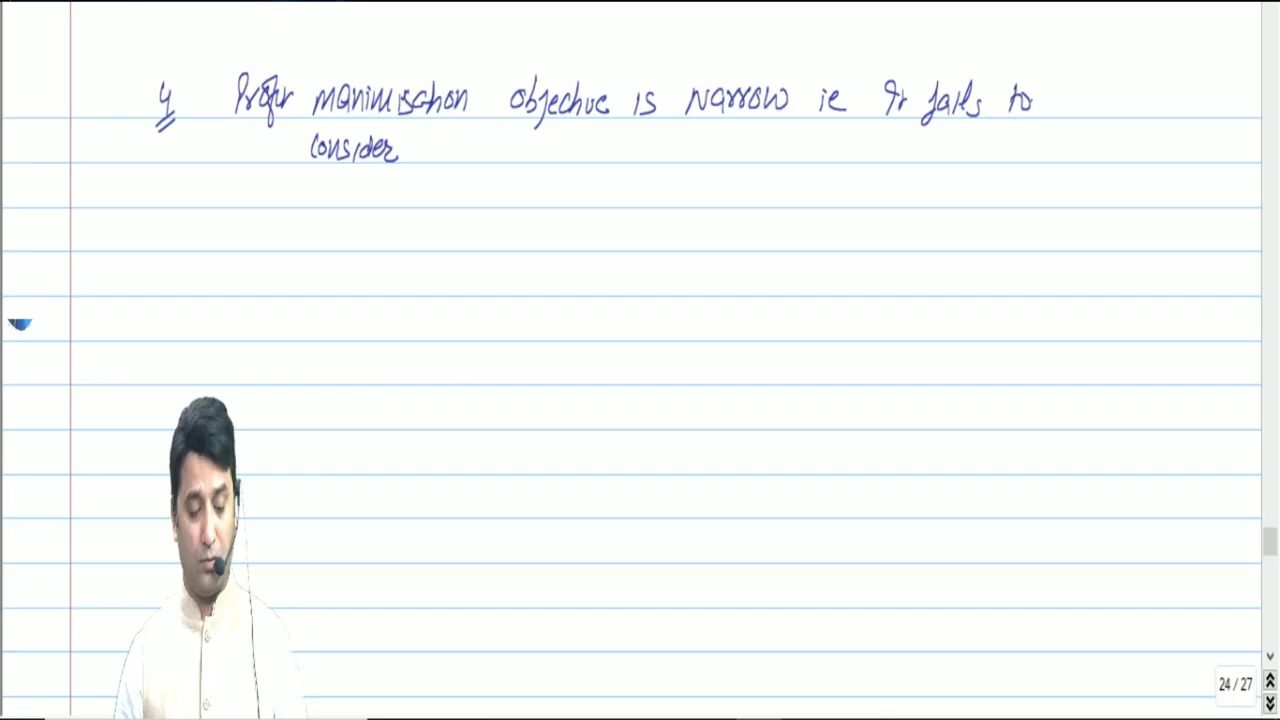 4 Profit maximisation objective is narrow ie It fails to
consider
24 / 27